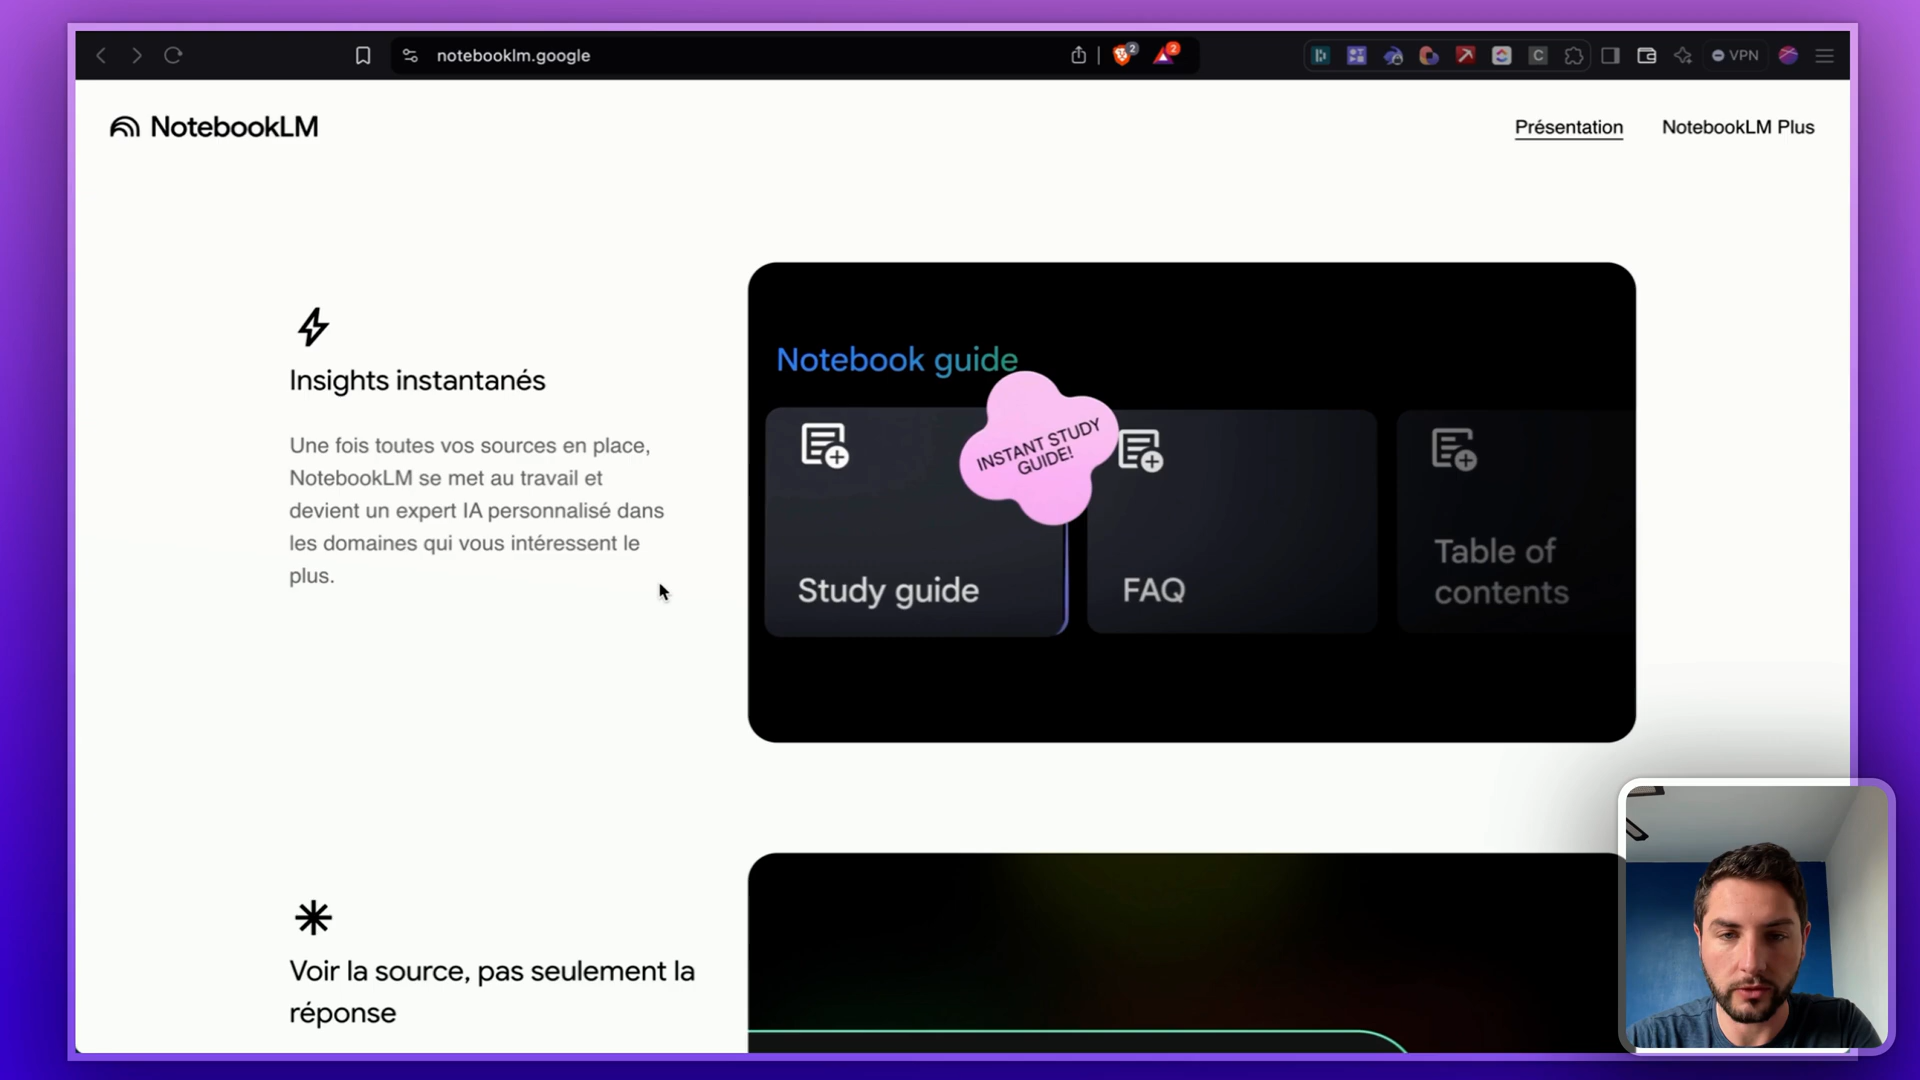 notebooklm.google
2
2
VPN
NotebookLM
Présentation
NotebookLM Plus
Insights instantanés
Une fois toutes vos sources en place,
NotebookLM se met au travail et
devient un expert IA personnalisé dans
les domaines qui vous intéressent le
plus.
Notebook guide
INSTANT STUDY
GUIDE!
Study guide
FAQ
Table of
contents
Voir la source, pas seulement la
réponse